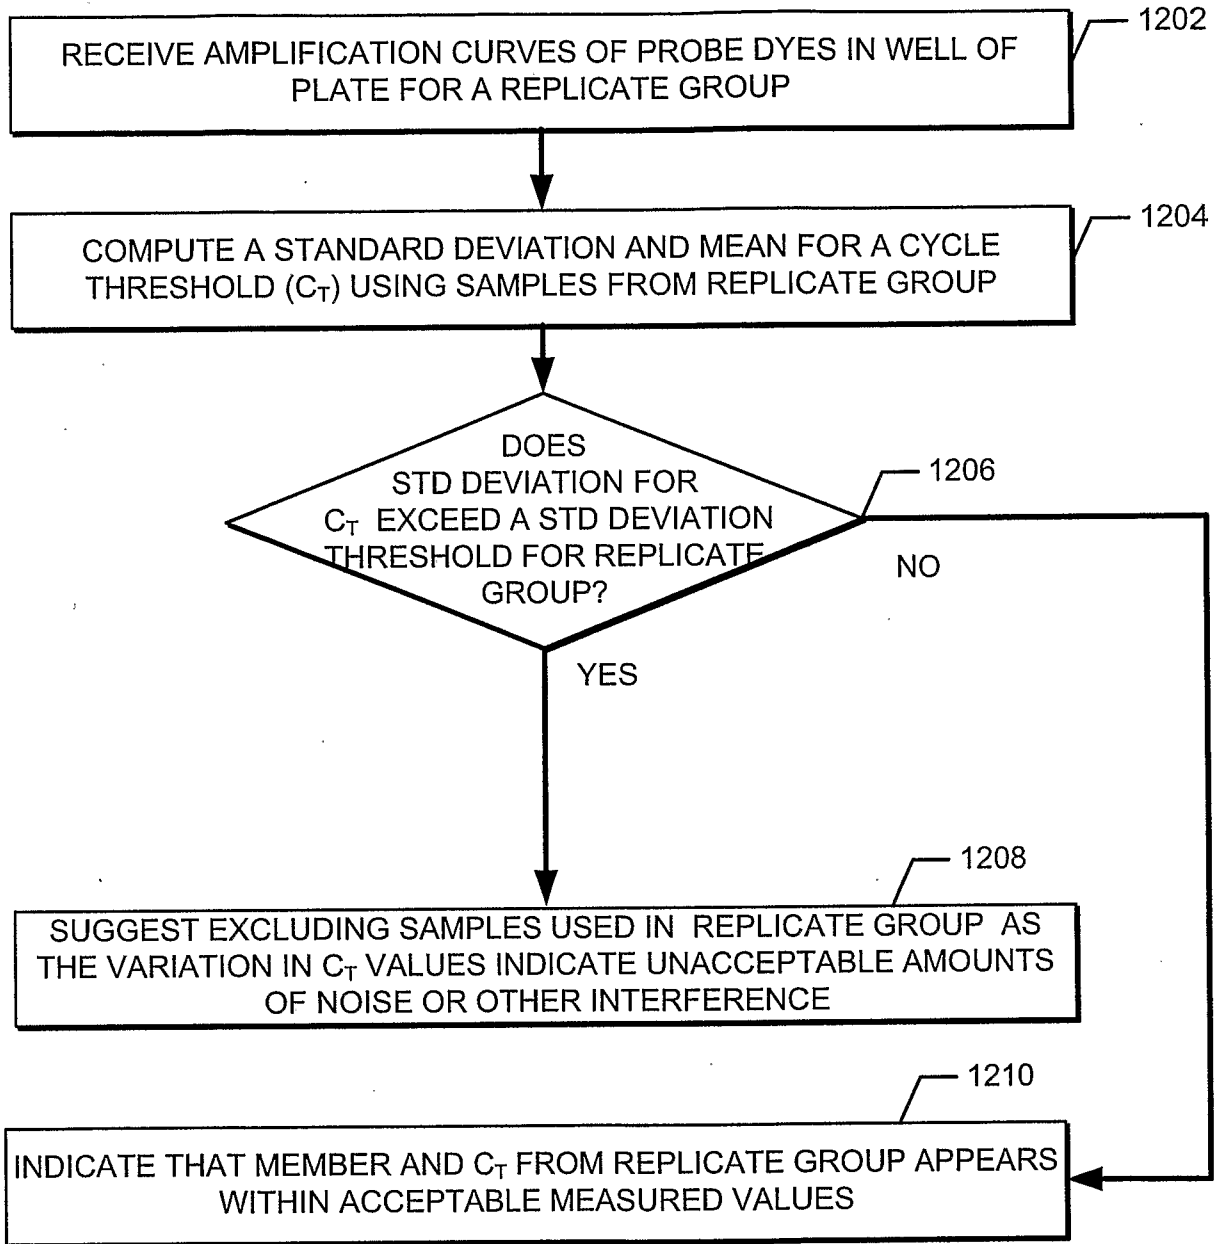 1202
RECEIVE AMPLIFICATION CURVES OF PROBE DYES IN WELL OF
PLATE FOR A REPLICATE GROUP
1204
COMPUTE A STANDARD DEVIATION AND MEAN FOR A CYCLE
THRESHOLD (CT) USING SAMPLES FROM REPLICATE GROUP
1206
DOES
STD DEVIATION FOR
CT EXCEED A STD DEVIATION
THRESHOLD FOR REPLICATE
GROUP?
NO
YES
1208
SUGGEST EXCLUDING SAMPLES USED IN REPLICATE GROUP AS
THE VARIATION IN CT VALUES INDICATE UNACCEPTABLE AMOUNTS
OF NOISE OR OTHER INTERFERENCE
1210
INDICATE THAT MEMBER AND CT FROM REPLICATE GROUP APPEARS
WITHIN ACCEPTABLE MEASURED VALUES